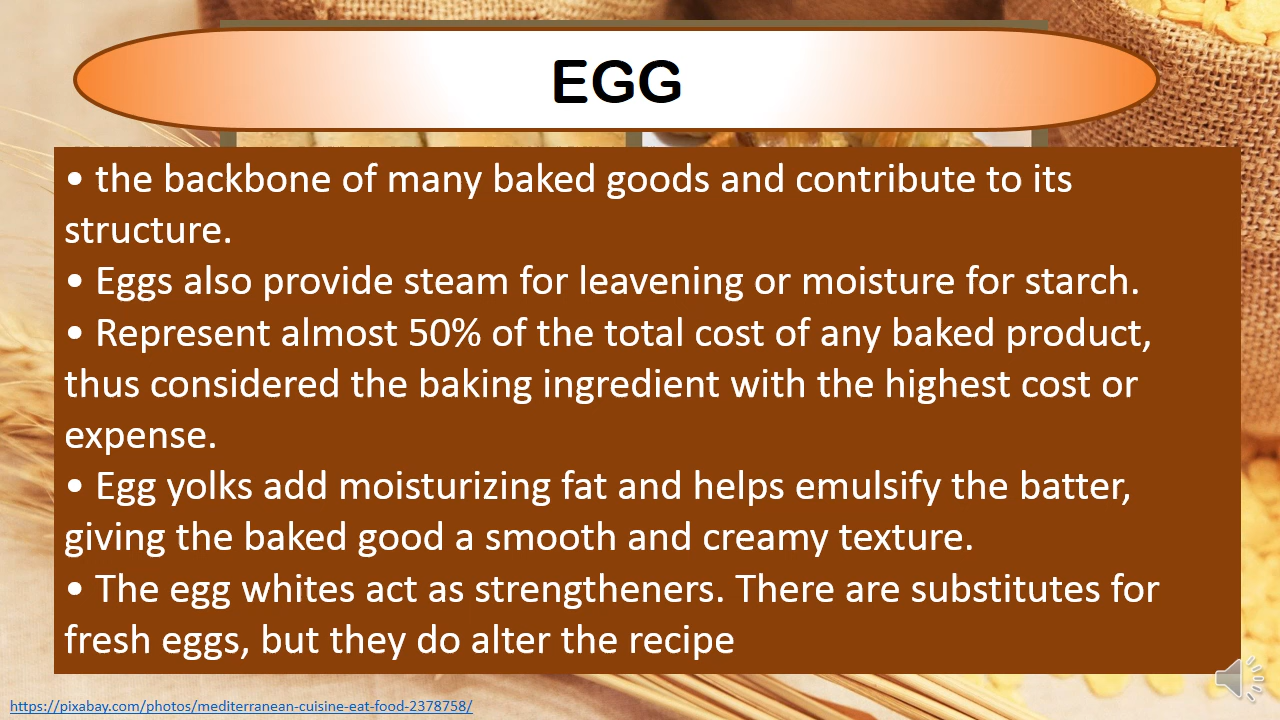 EGG
• the backbone of many baked goods and contribute to its
structure.
• Eggs also provide steam for leavening or moisture for starch.
• Represent almost 50% of the total cost of any baked product,
thus considered the baking ingredient with the highest cost or
expense.
• Egg yolks add moisturizing fat and helps emulsify the batter,
giving the baked good a smooth and creamy texture.
• The egg whites act as strengtheners. There are substitutes for
fresh eggs, but they do alter the recipe
https://pixabay.com/photos/mediterranean-cuisine-eat-food-2378758/